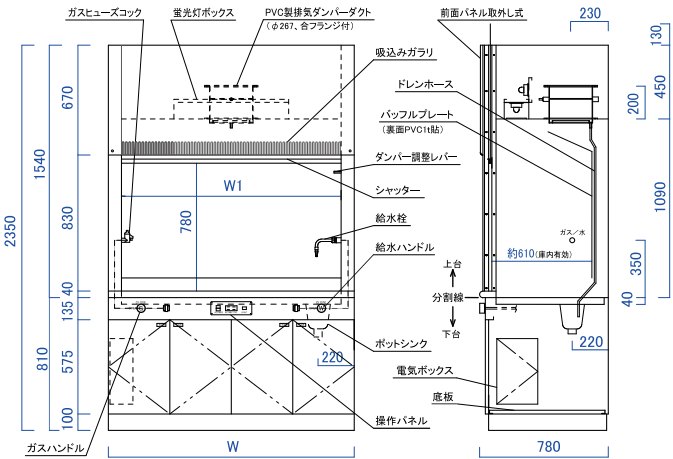 ガスヒューズコック
蛍光灯ボックス
PVC製排気ダンパーダクト
(φ267、合フランジ付)
前面パネル取外し式
230
130
吸込みガラリ
670
450
200
ドレンホース
バッフルプレート
(裏面PVC1t貼)
1540
ダンパー調整レバー
W1
シャッター
1090
2350
830
780
給水栓
ガス/水
給水ハンドル
約610(庫内有効)
350
上台
40
分割線
40
135
下台
ポットシンク
220
220
810
575
電気ボックス
底板
100
操作パネル
ガスハンドル
W
780